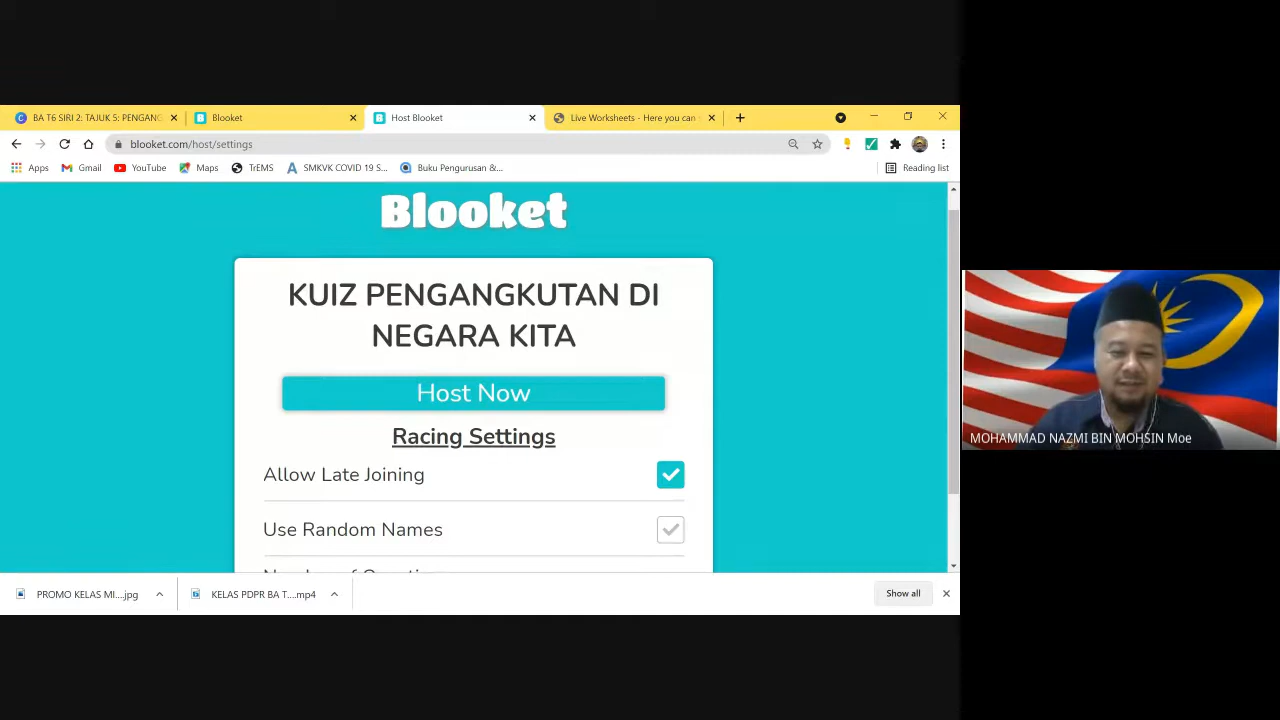 BA T6 SIRI 2: TAJUK 5: PENGANG
Blooket
Host Blooket
Live Worksheets - Here you can
blooket.com/host/settings
Apps
Gmail
YouTube
Maps
TrEMS
SMKVK COVID 19 S...
Buku Pengurusan &...
Reading list
Blooket
KUIZ PENGANGKUTAN DI
NEGARA KITA
Host Now
Racing Settings
Allow Late Joining
Use Random Names
MOHAMMAD NAZMI BIN MOHSIN Moe
PROMO KELAS MI....jpg
KELAS PDPR BA T....mp4
Show all